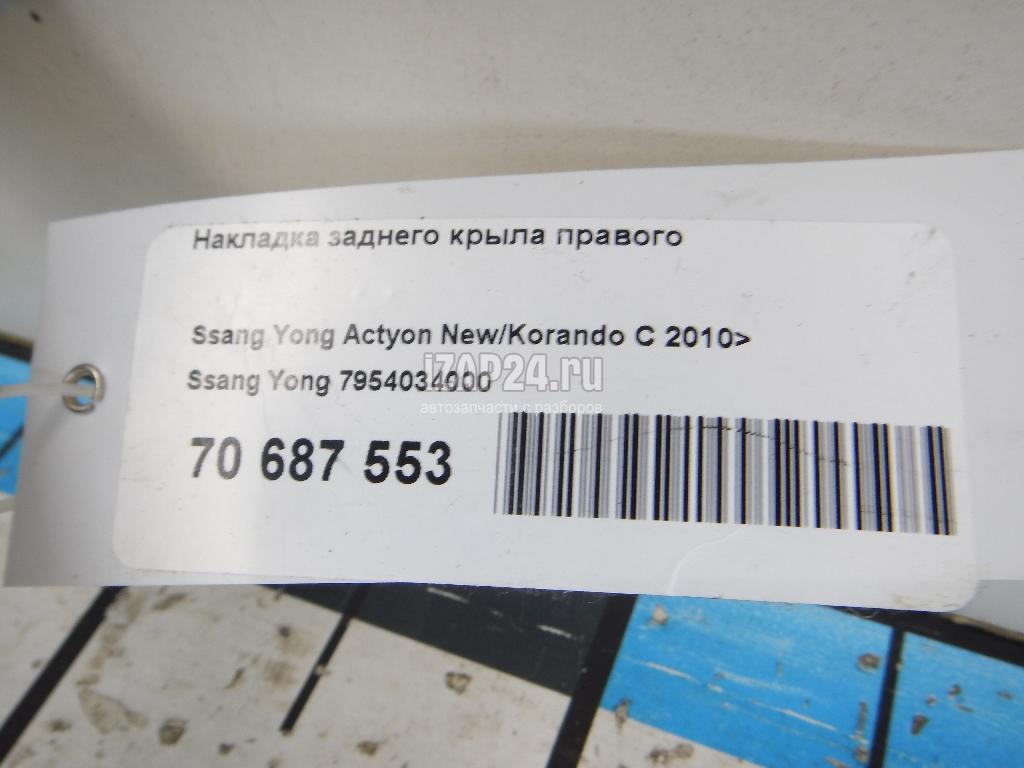 Накладка заднего крыла правого
Ssang Yong Actyon New/Korando C 2010>
iZAP24.ru
Ssang Yong 7954034000
автозапчасти с разборов
70 687 553